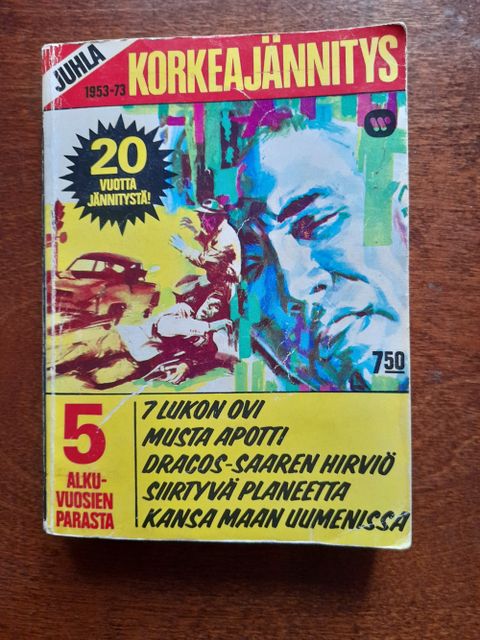 JUHLA
1953-73
KORKEAJÄNNITYS
20
VUOTTA
JÄNNITYSTÄ!
7 50
5
ALKU-
VUOSIEN
PARASTA
7 LUKON OVI
MUSTA APOTTI
DRACOS-SAAREN HIRVIÖ
SIIRTYVÄ PLANEETTA
KANSA MAAN UUMENISSA